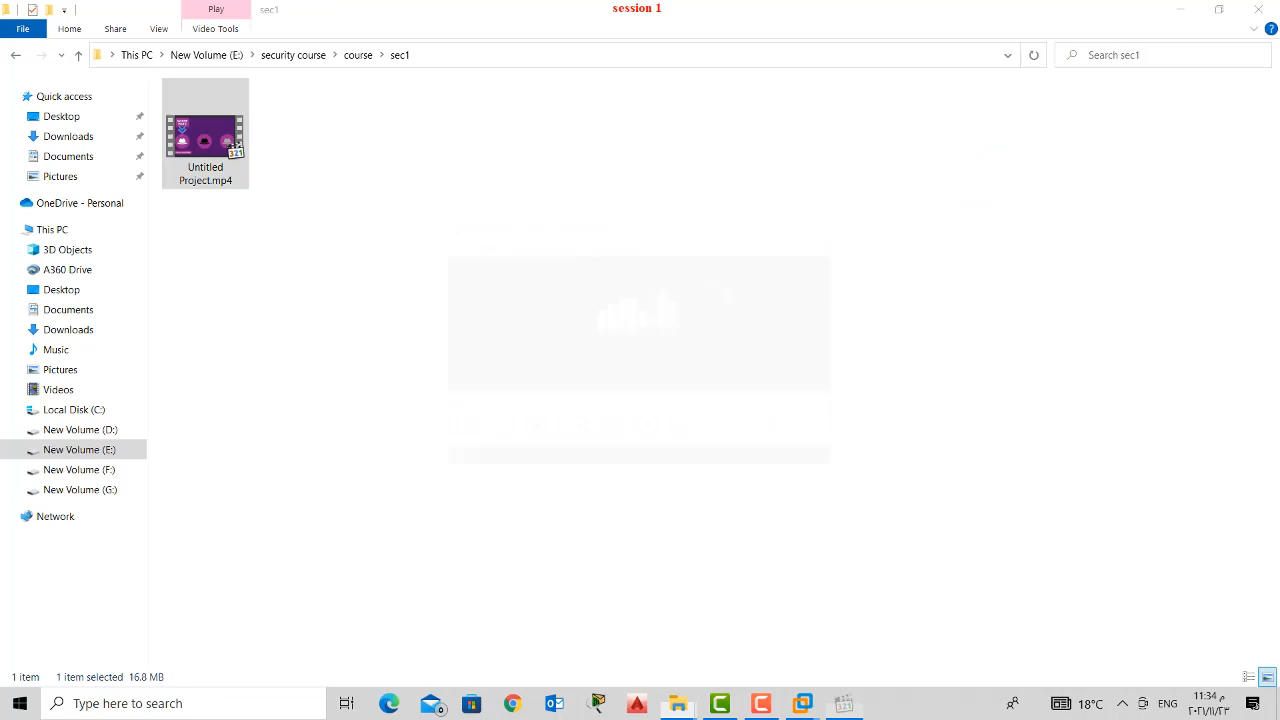 session 1
Play
sec1
File
Home
Share
View
Video Tools
This PC
New Volume (E:)
security course
course
sec1
Search sec1
Quick access
Desktop
Downloads
Documents
Pictures
OneDrive - Personal
This PC
3D Objects
A360 Drive
Desktop
Documents
Downloads
Music
Pictures
Videos
Local Disk (C:)
New Volume (D:)
New Volume (E:)
New Volume (F:)
New Volume (G:)
Network
321
Untitled
Project.mp4
1 item
1 item selected 16.8 MB
Type here to search
18°C
ENG
11:34